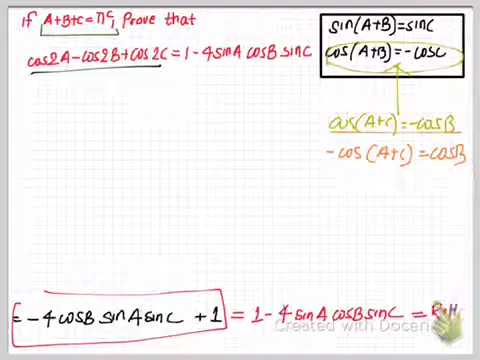 If A+B+C=π^c, Prove that
cos2A-cos2B+cos2C=1-4sinA cosB sinC
sin(A+B)=sinC
cos(A+B)=-cosC
cos(A+C)=-cosB
-cos(A+C)=cosB
=-4cosB sinA sinC +1 = 1-4sinA cosB sinC = R.H
Created with Doceri